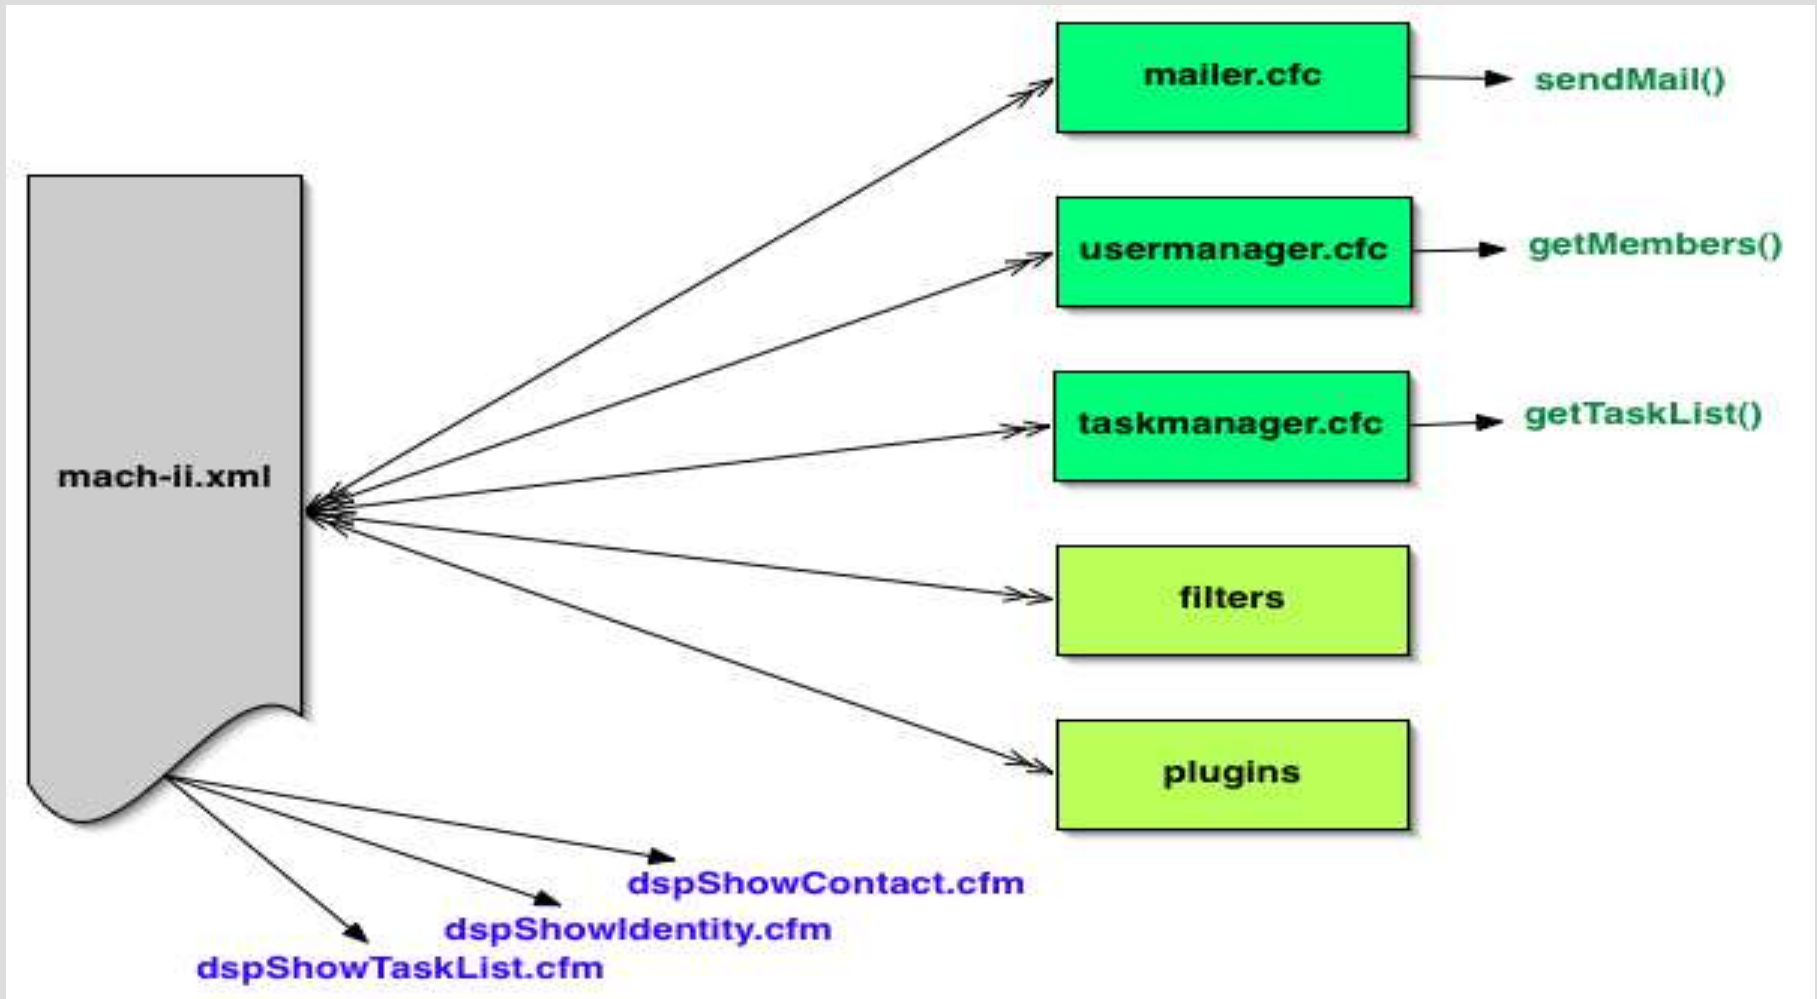 mailer.cfc
sendMail()
usermanager.cfc
getMembers()
taskmanager.cfc
getTaskList()
mach-ii.xml
filters
plugins
dspShowContact.cfm
dspShowIdentity.cfm
dspShowTaskList.cfm